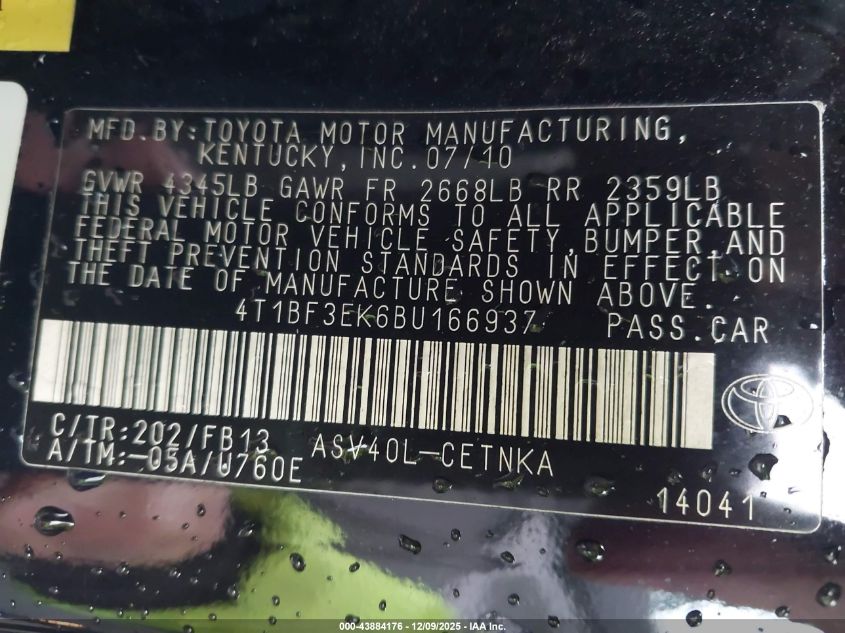 MFD.BY:TOYOTA MOTOR MANUFACTURING,
KENTUCKY,INC.07/10
GVWR 4345LB GAWR FR 2668LB RR 2359LB
THIS VEHICLE CONFORMS TO ALL APPLICABLE
FEDERAL MOTOR VEHICLE SAFETY,BUMPER,AND
THEFT PREVENTION STANDARDS IN EFFECT ON
THE DATE OF MANUFACTURE SHOWN ABOVE.
4T1BF3EK6BU166937 PASS.CAR
C/TR:202/FB13 ASV40L-CETNKA
A/TM:-05A/U760E
14041
000-43884176 - 12/09/2025 - IAA Inc.